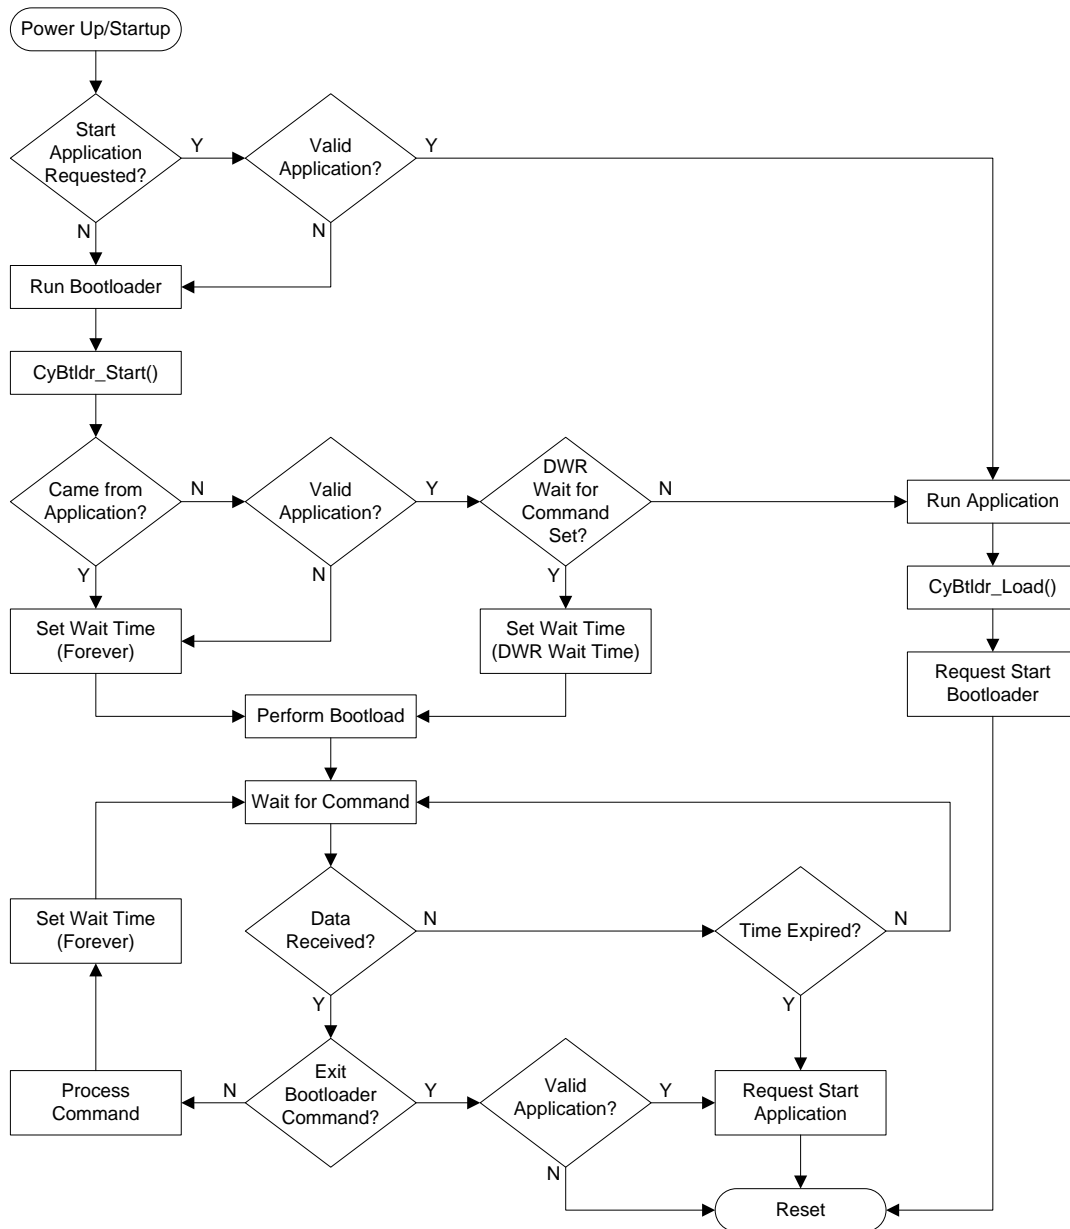 Power Up/Startup
Start
Application
Requested?
Y
Valid
Application?
Y
N
N
Run Bootloader
CyBtldr_Start()
Came from
Application?
N
Valid
Application?
Y
DWR
Wait for
Command
Set?
N
Run Application
Y
N
Y
CyBtldr_Load()
Set Wait Time
(Forever)
Set Wait Time
(DWR Wait Time)
Request Start
Bootloader
Perform Bootload
Wait for Command
Set Wait Time
(Forever)
Data
Received?
N
Time Expired?
N
Y
Y
Process
Command
N
Exit
Bootloader
Command?
Y
Valid
Application?
Y
Request Start
Application
N
Reset